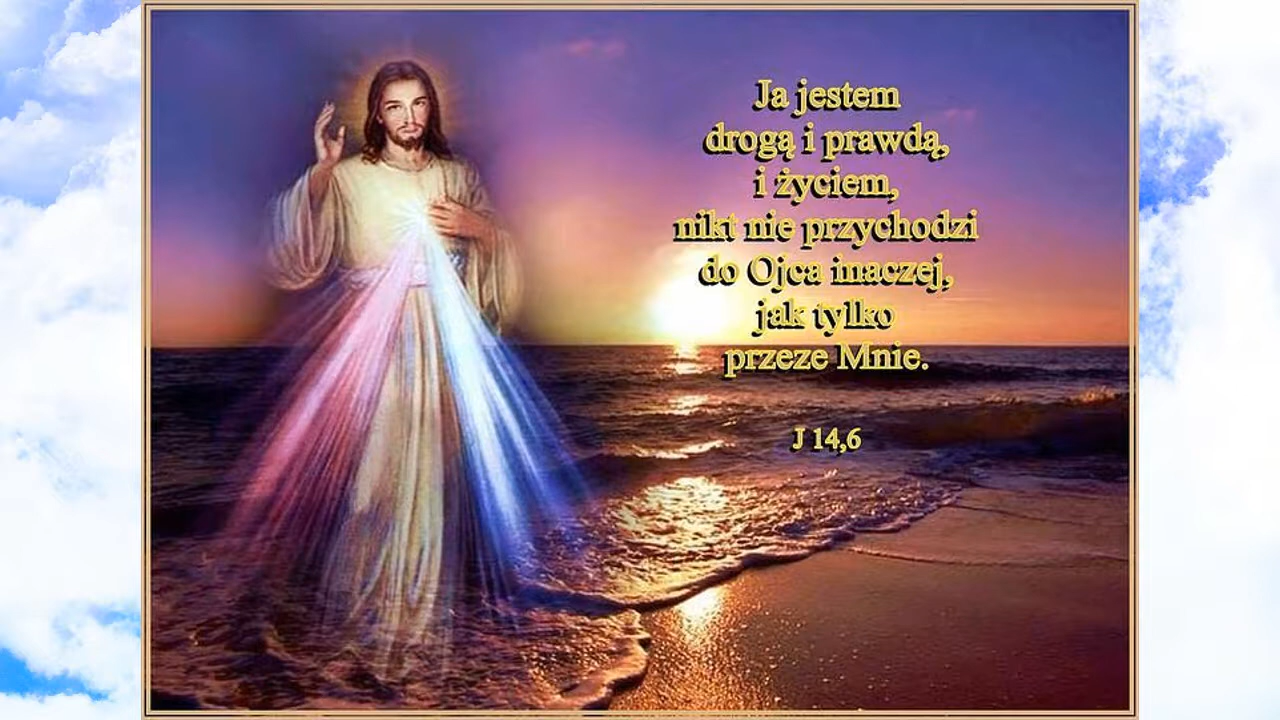 Ja jestem
drogą i prawdą,
i życiem,
nikt nie przychodzi
do Ojca inaczej,
jak tylko
przeze Mnie.
J 14,6